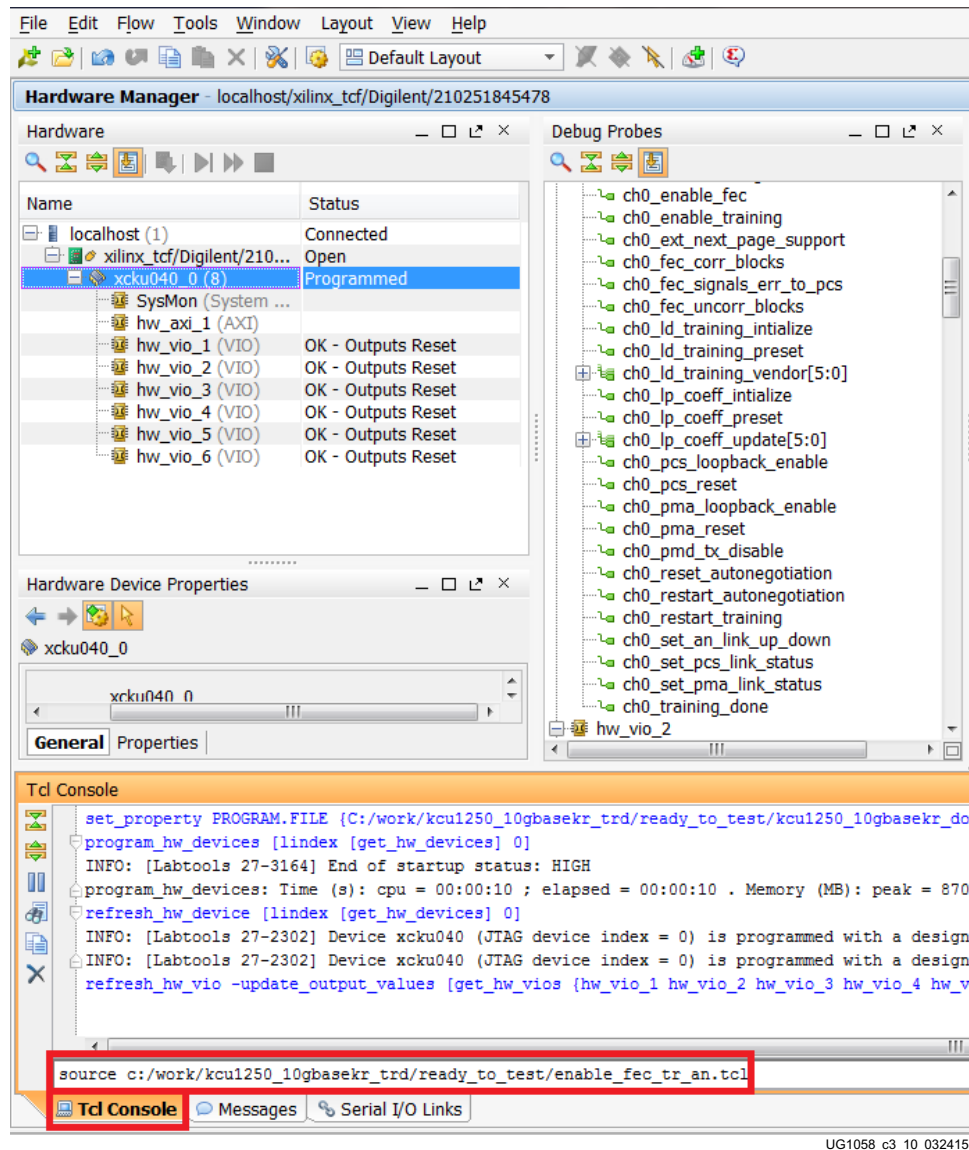 File Edit Flow Tools Window Layout View Help
Default Layout
Hardware Manager - localhost/xilinx_tcf/Digilent/210251845478
Hardware
Name Status
localhost (1) Connected
xilinx_tcf/Digilent/210... Open
xcku040_0 (8) Programmed
SysMon (System ...
hw_axi_1 (AXI)
hw_vio_1 (VIO) OK - Outputs Reset
hw_vio_2 (VIO) OK - Outputs Reset
hw_vio_3 (VIO) OK - Outputs Reset
hw_vio_4 (VIO) OK - Outputs Reset
hw_vio_5 (VIO) OK - Outputs Reset
hw_vio_6 (VIO) OK - Outputs Reset
Hardware Device Properties
xcku040_0
xcku040_0
General Properties
Debug Probes
ch0_enable_fec
ch0_enable_training
ch0_ext_next_page_support
ch0_fec_corr_blocks
ch0_fec_signals_err_to_pcs
ch0_fec_uncorr_blocks
ch0_ld_training_intialize
ch0_ld_training_preset
ch0_ld_training_vendor[5:0]
ch0_lp_coeff_intialize
ch0_lp_coeff_preset
ch0_lp_coeff_update[5:0]
ch0_pcs_loopback_enable
ch0_pcs_reset
ch0_pma_loopback_enable
ch0_pma_reset
ch0_pmd_tx_disable
ch0_reset_autonegotiation
ch0_restart_autonegotiation
ch0_restart_training
ch0_set_an_link_up_down
ch0_set_pcs_link_status
ch0_set_pma_link_status
ch0_training_done
hw_vio_2
Tcl Console
set_property PROGRAM.FILE {C:/work/kcu1250_10gbasekr_trd/ready_to_test/kcu1250_10gbasekr_do
program_hw_devices [lindex [get_hw_devices] 0]
INFO: [Labtools 27-3164] End of startup status: HIGH
program_hw_devices: Time (s): cpu = 00:00:10 ; elapsed = 00:00:10 . Memory (MB): peak = 870
refresh_hw_device [lindex [get_hw_devices] 0]
INFO: [Labtools 27-2302] Device xcku040 (JTAG device index = 0) is programmed with a design
INFO: [Labtools 27-2302] Device xcku040 (JTAG device index = 0) is programmed with a design
refresh_hw_vio -update_output_values [get_hw_vios {hw_vio_1 hw_vio_2 hw_vio_3 hw_vio_4 hw_v
source c:/work/kcu1250_10gbasekr_trd/ready_to_test/enable_fec_tr_an.tcl
Tcl Console Messages Serial I/O Links
UG1058_c3_10_032415